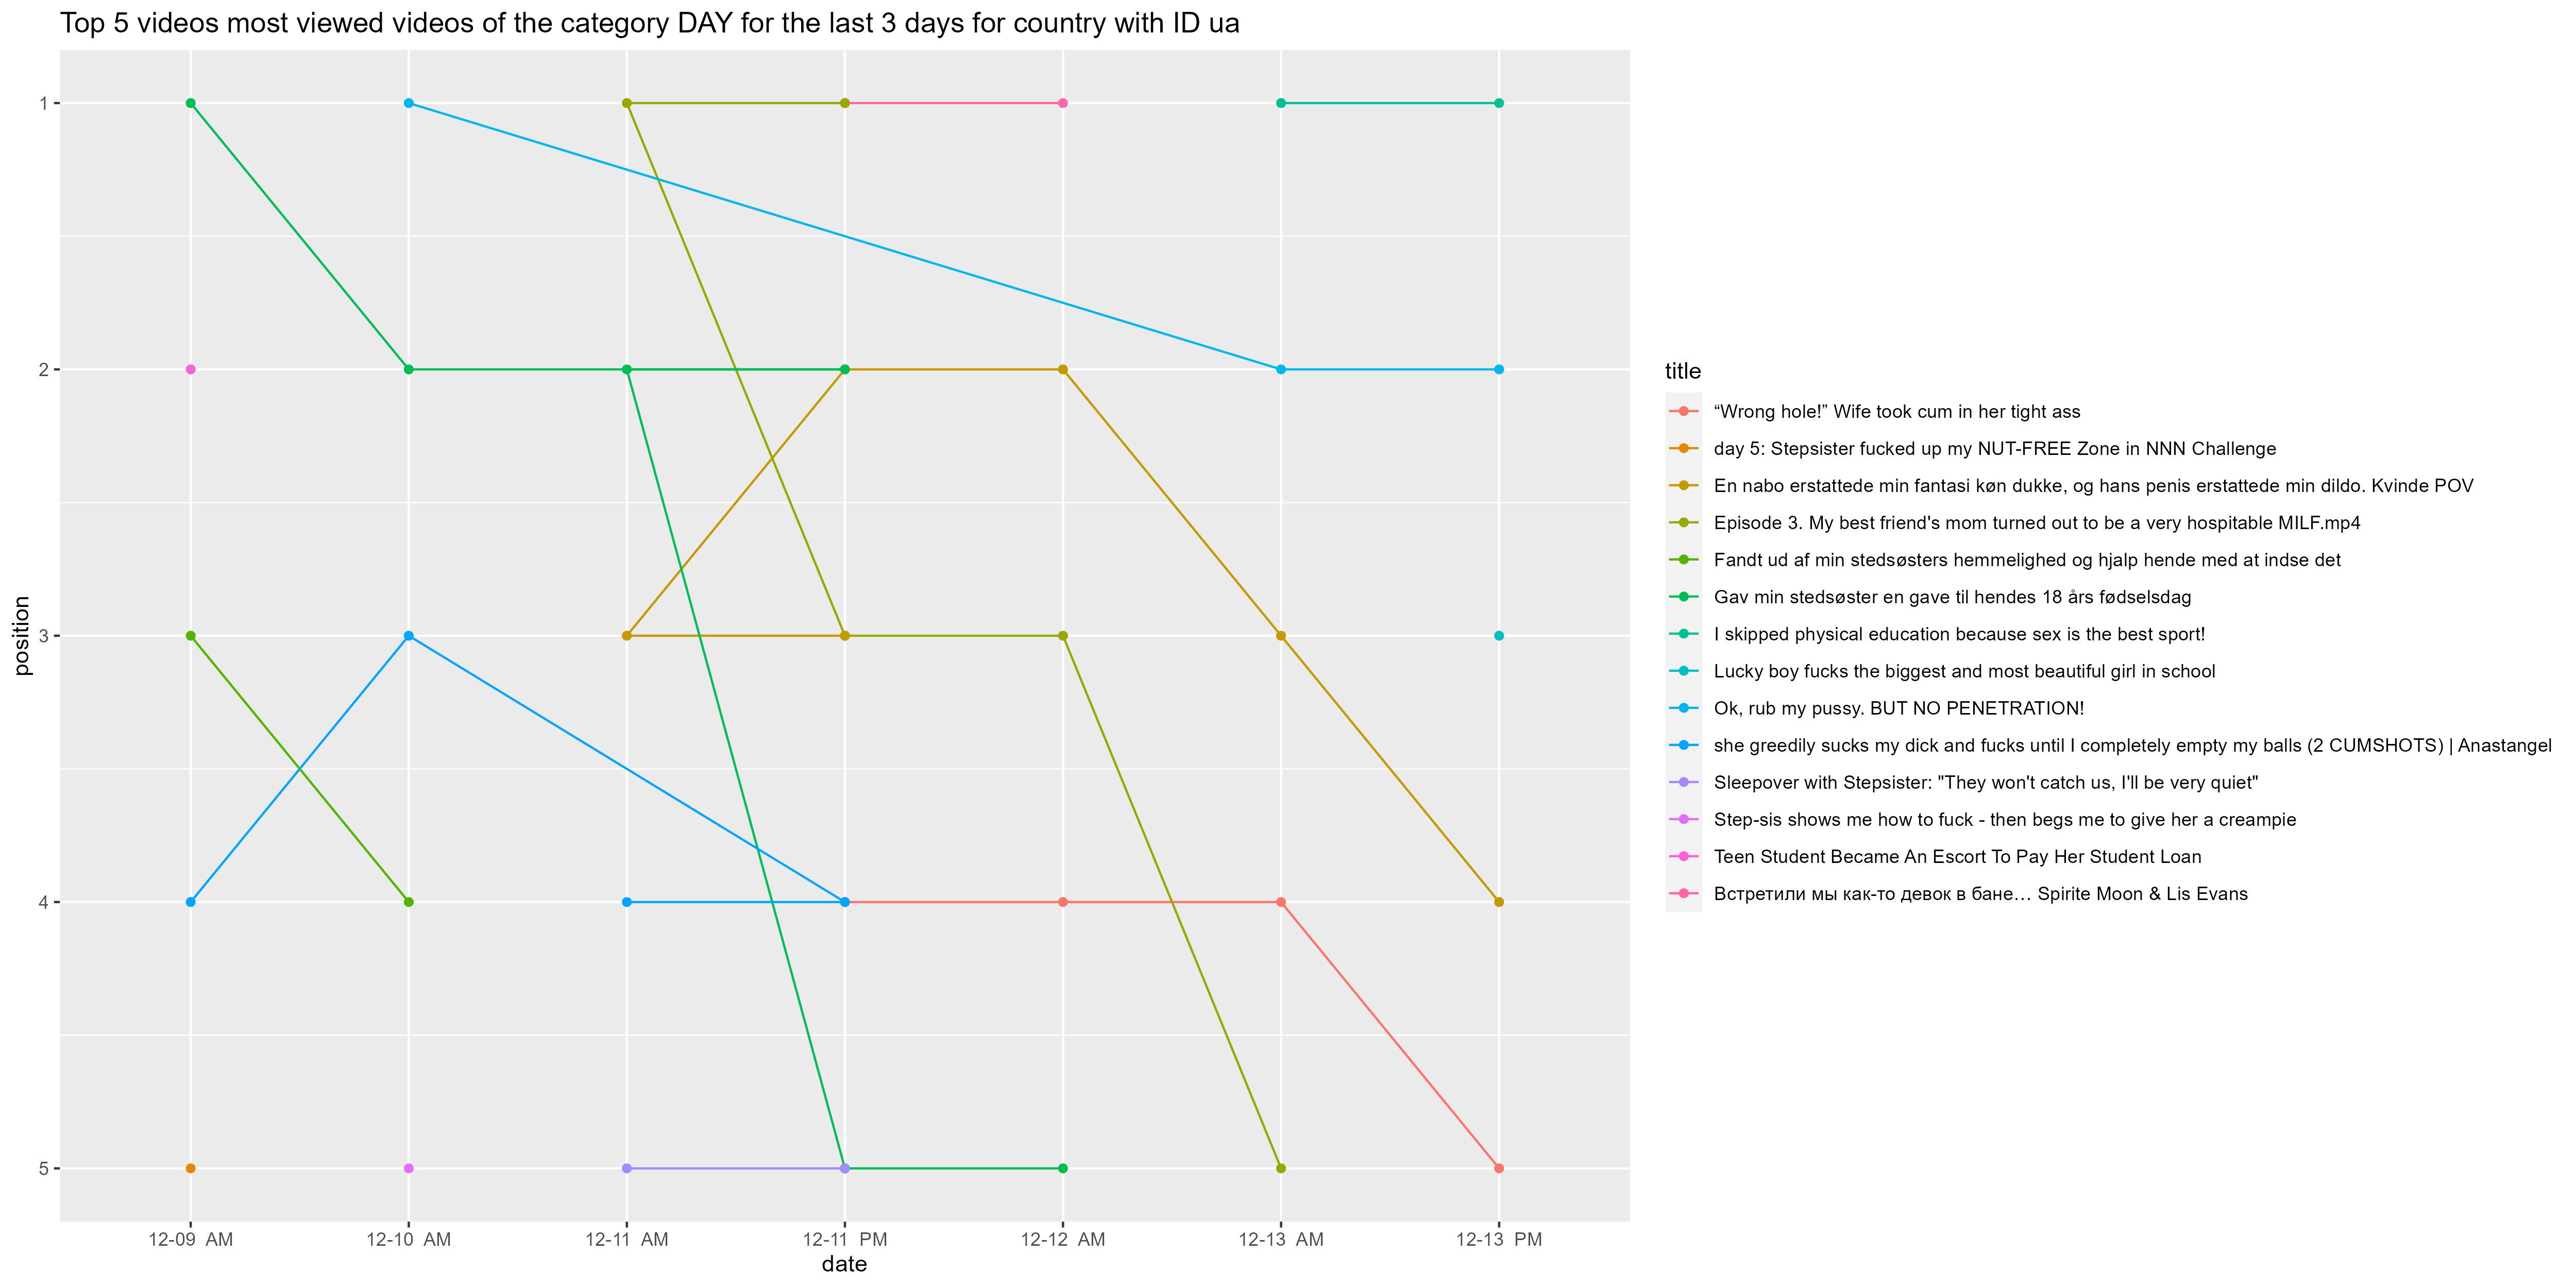 Top 5 videos most viewed videos of the category DAY for the last 3 days for country with ID ua
position
1
2
3
4
5
12-09 AM
12-10 AM
12-11 AM
12-11 PM
12-12 AM
12-13 AM
12-13 PM
date
title
“Wrong hole!” Wife took cum in her tight ass
day 5: Stepsister fucked up my NUT-FREE Zone in NNN Challenge
En nabo erstattede min fantasi køn dukke, og hans penis erstattede min dildo. Kvinde POV
Episode 3. My best friend's mom turned out to be a very hospitable MILF.mp4
Fandt ud af min stedsøsters hemmelighed og hjalp hende med at indse det
Gav min stedsøster en gave til hendes 18 års fødselsdag
I skipped physical education because sex is the best sport!
Lucky boy fucks the biggest and most beautiful girl in school
Ok, rub my pussy. BUT NO PENETRATION!
she greedily sucks my dick and fucks until I completely empty my balls (2 CUMSHOTS) | Anastangel
Sleepover with Stepsister: "They won't catch us, I'll be very quiet"
Step-sis shows me how to fuck - then begs me to give her a creampie
Teen Student Became An Escort To Pay Her Student Loan
Встретили мы как-то девок в бане… Spirite Moon & Lis Evans